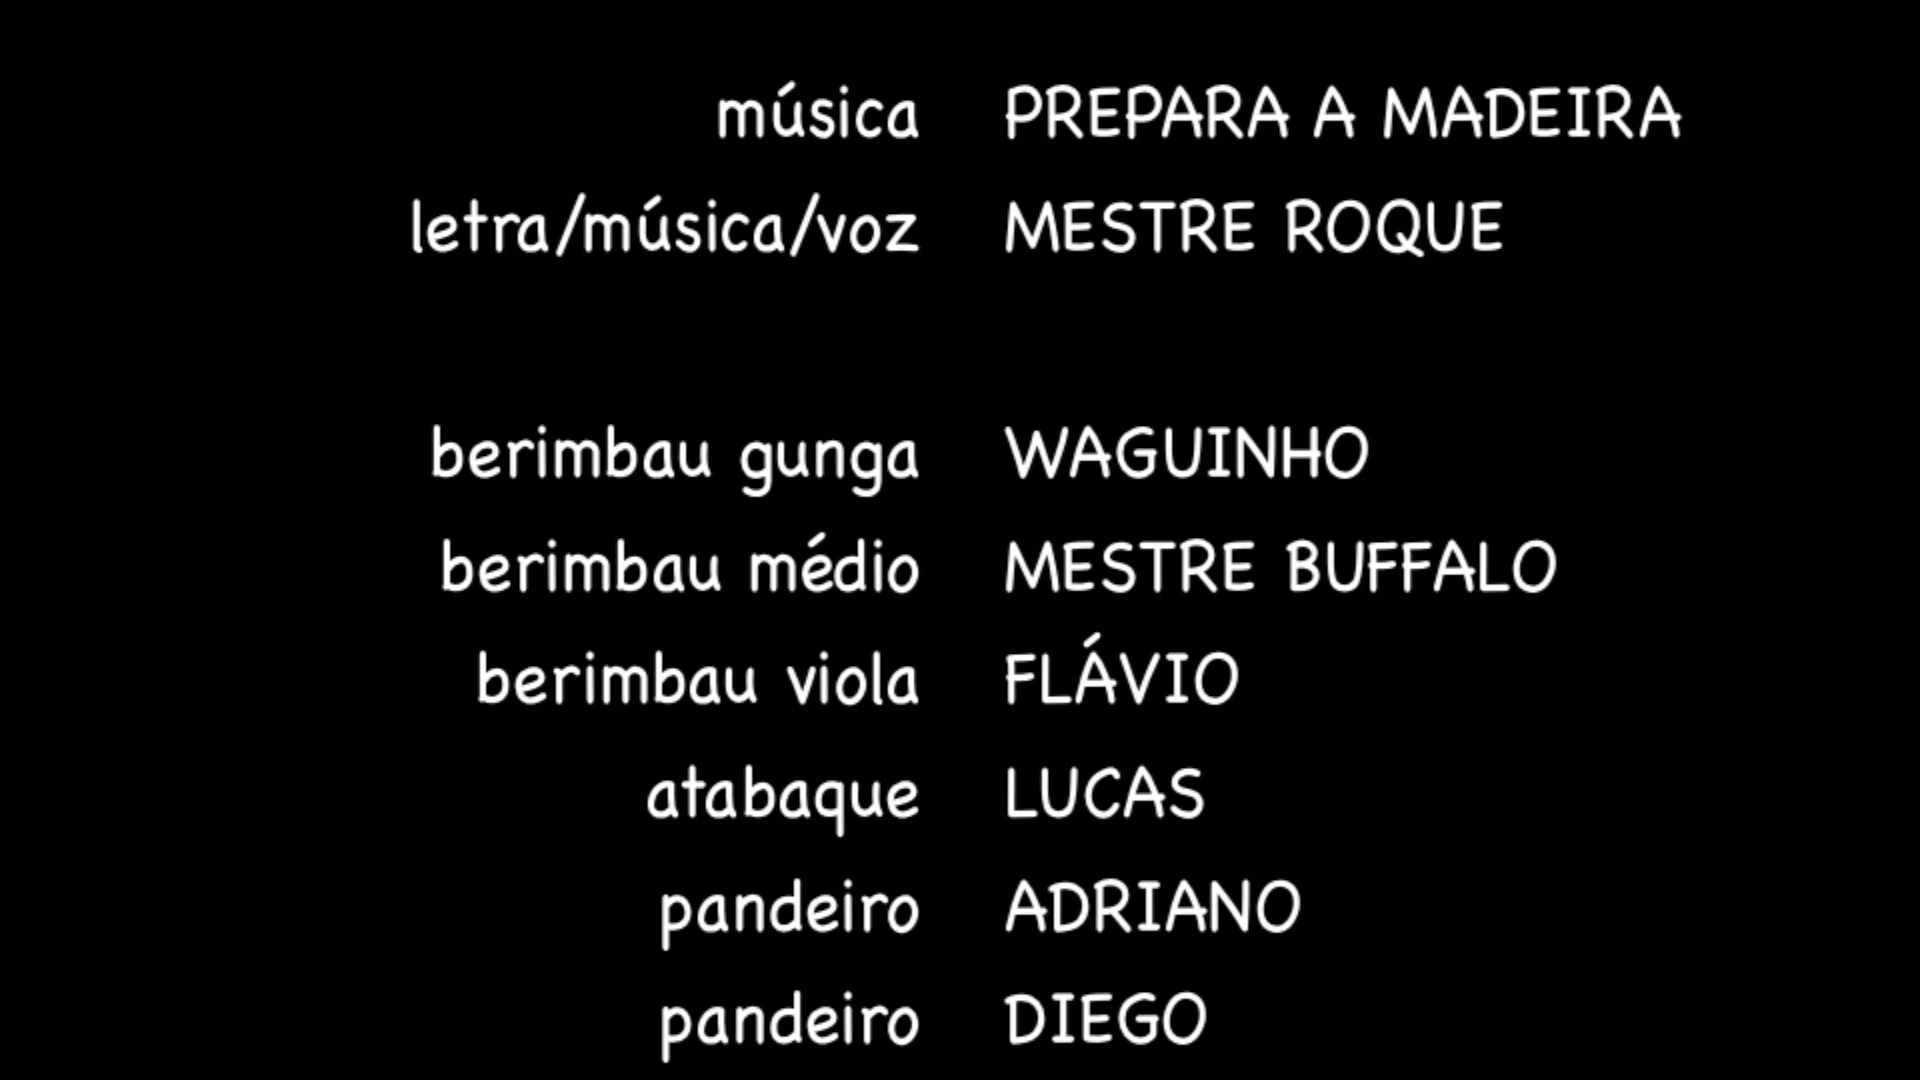 música PREPARA A MADEIRA
letra/música/voz MESTRE ROQUE
berimbau gunga WAGUINHO
berimbau médio MESTRE BUFFALO
berimbau viola FLÁVIO
atabaque LUCAS
pandeiro ADRIANO
pandeiro DIEGO